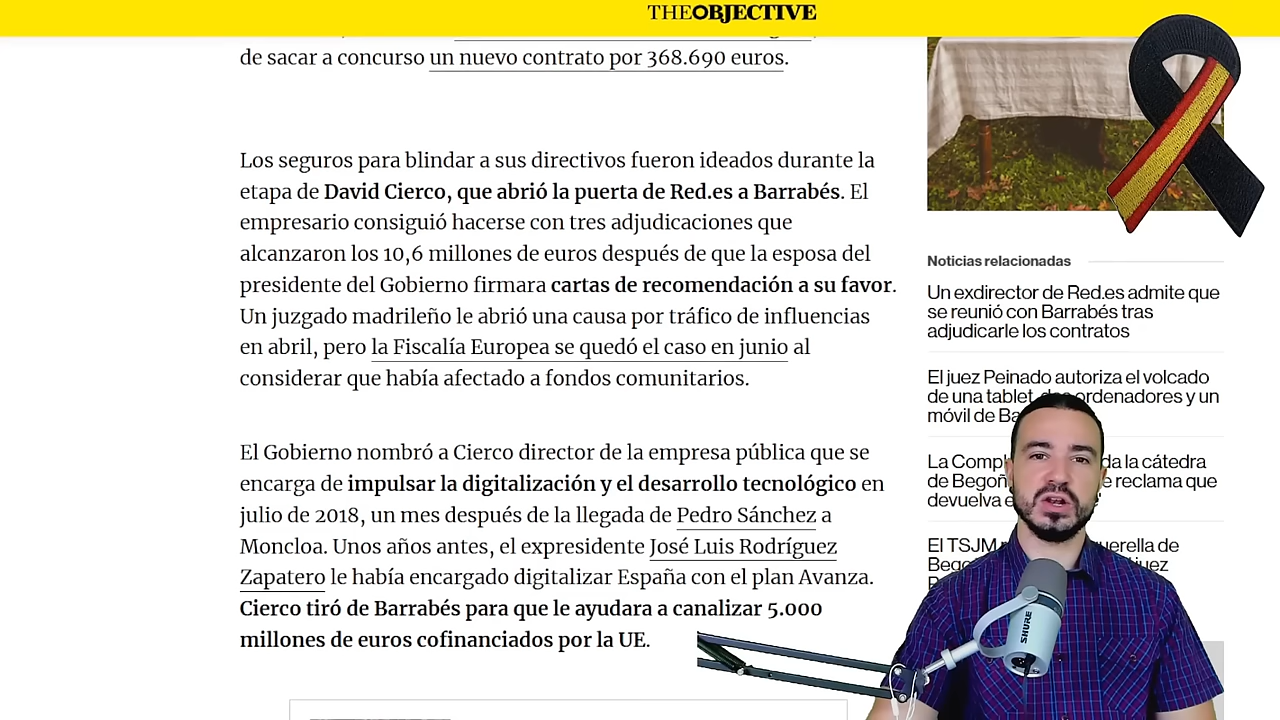 THEOBJECTIVE
de sacar a concurso un nuevo contrato por 368.690 euros.
Los seguros para blindar a sus directivos fueron ideados durante la
etapa de David Cierco, que abrió la puerta de Red.es a Barrabés. El
empresario consiguió hacerse con tres adjudicaciones que
alcanzaron los 10,6 millones de euros después de que la esposa del
presidente del Gobierno firmara cartas de recomendación a su favor.
Un juzgado madrileño le abrió una causa por tráfico de influencias
en abril, pero la Fiscalía Europea se quedó el caso en junio al
considerar que había afectado a fondos comunitarios.
El Gobierno nombró a Cierco director de la empresa pública que se
encarga de impulsar la digitalización y el desarrollo tecnológico en
julio de 2018, un mes después de la llegada de Pedro Sánchez a
Moncloa. Unos años antes, el expresidente José Luis Rodríguez
Zapatero le había encargado digitalizar España con el plan Avanza.
Cierco tiró de Barrabés para que le ayudara a canalizar 5.000
millones de euros cofinanciados por la UE.
Noticias relacionadas
Un exdirector de Red.es admite que
se reunió con Barrabés tras
adjudicarle los contratos
El juez Peinado autoriza el volcado
de una tablet, dos ordenadores y un
móvil de
La cátedra
de reclama que
devuelva
El TSJM querella de
juez
SHURE